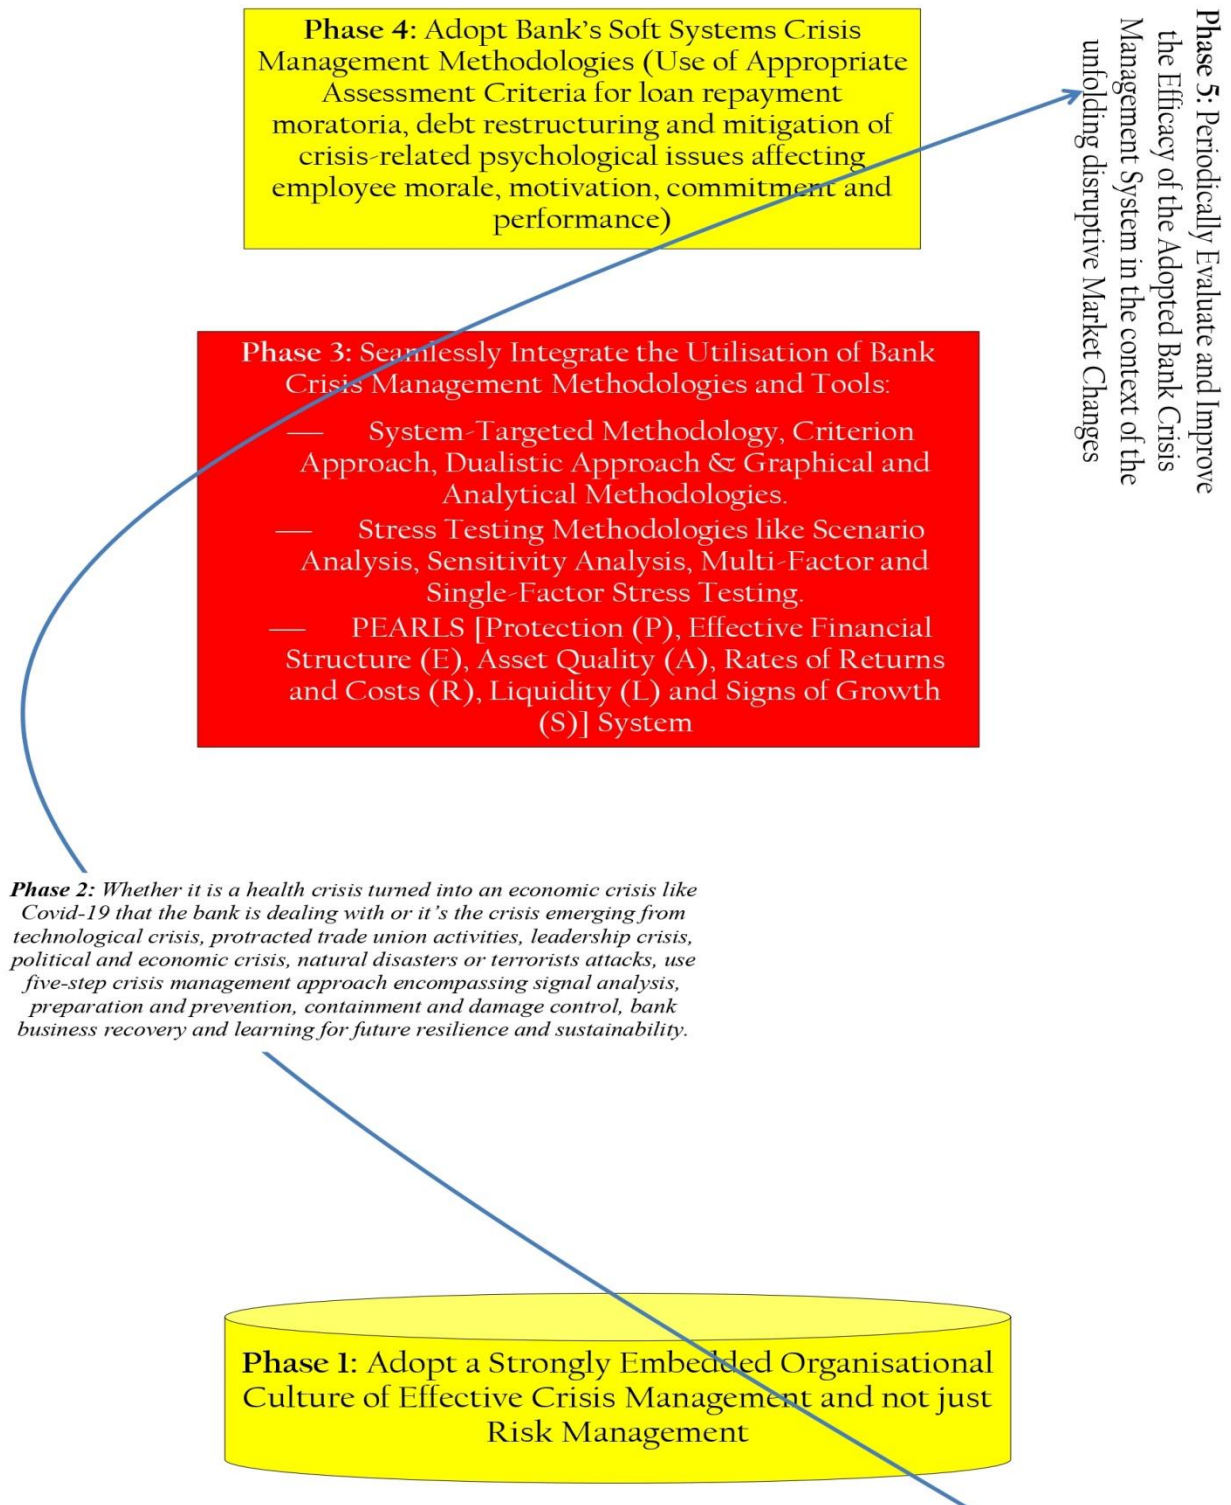 Phase 4: Adopt Bank's Soft Systems Crisis
Management Methodologies (Use of Appropriate
Assessment Criteria for loan repayment
moratoria, debt restructuring and mitigation of
crisis-related psychological issues affecting
employee morale, motivation, commitment and
performance)
Phase 5: Periodically Evaluate and Improve
the Efficacy of the Adopted Bank Crisis
Management System in the context of the
unfolding disruptive Market Changes
Phase 3: Seamlessly Integrate the Utilisation of Bank
Crisis Management Methodologies and Tools:
— System-Targeted Methodology, Criterion
Approach, Dualistic Approach & Graphical and
Analytical Methodologies.
— Stress Testing Methodologies like Scenario
Analysis, Sensitivity Analysis, Multi-Factor and
Single-Factor Stress Testing.
— PEARLS [Protection (P), Effective Financial
Structure (E), Asset Quality (A), Rates of Returns
and Costs (R), Liquidity (L) and Signs of Growth
(S)] System
Phase 2: Whether it is a health crisis turned into an economic crisis like
Covid-19 that the bank is dealing with or it's the crisis emerging from
technological crisis, protracted trade union activities, leadership crisis,
political and economic crisis, natural disasters or terrorists attacks, use
five-step crisis management approach encompassing signal analysis,
preparation and prevention, containment and damage control, bank
business recovery and learning for future resilience and sustainability.
Phase 1: Adopt a Strongly Embedded Organisational
Culture of Effective Crisis Management and not just
Risk Management